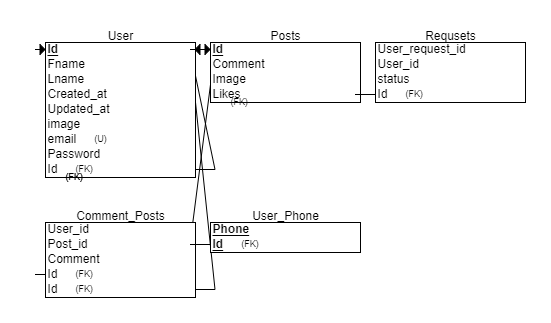 User
Id
Fname
Lname
Created_at
Updated_at
image
email (U)
Password
Id (FK)
(FK)
Posts
Id
Comment
Image
Likes
(FK)
Requsets
User_request_id
User_id
status
Id (FK)
Comment_Posts
User_id
Post_id
Comment
Id (FK)
Id (FK)
User_Phone
Phone
Id (FK)